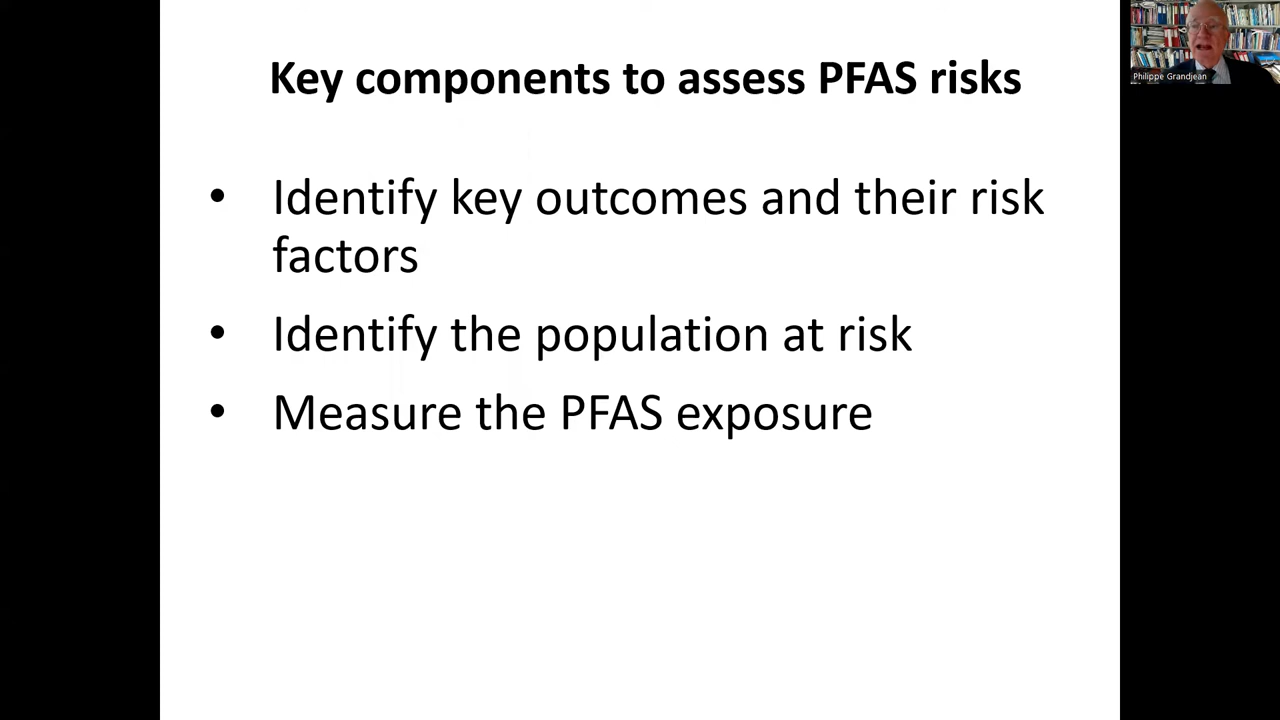 Key components to assess PFAS risks
Philippe Grandjean
• Identify key outcomes and their risk
factors
• Identify the population at risk
• Measure the PFAS exposure